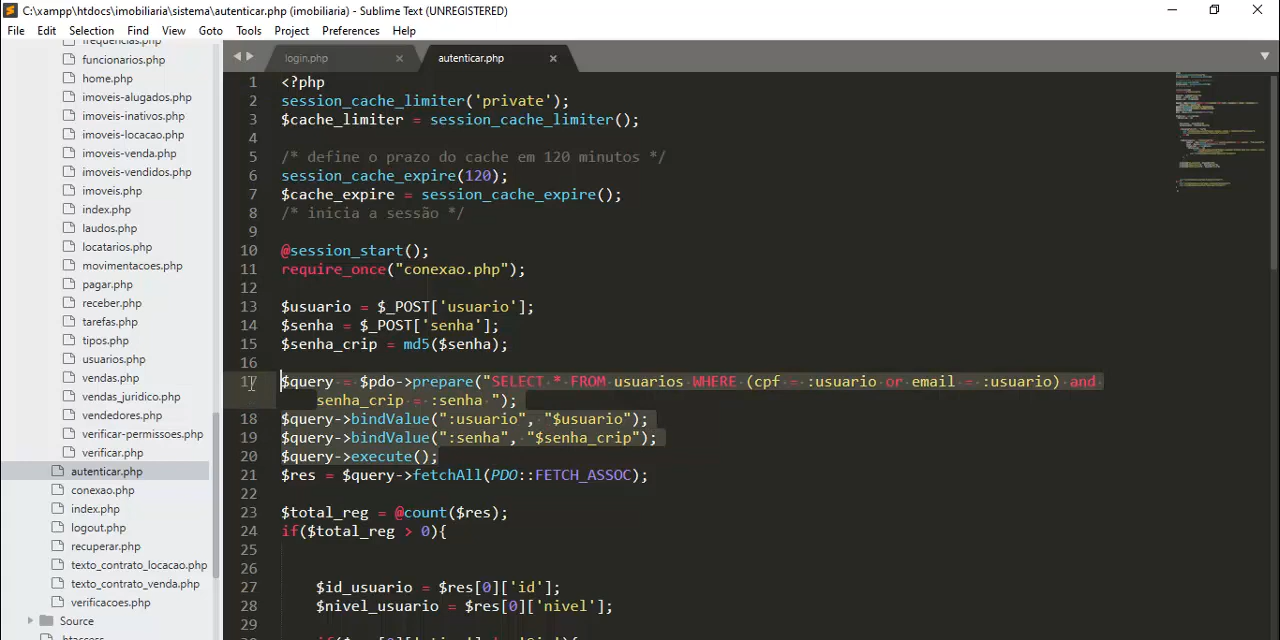 C:\xampp\htdocs\imobiliaria\sistema\autenticar.php (imobiliaria) - Sublime Text (UNREGISTERED)
File Edit Selection Find View Goto Tools Project Preferences Help
frequencias.php
funcionarios.php
home.php
imoveis-alugados.php
imoveis-inativos.php
imoveis-locacao.php
imoveis-venda.php
imoveis-vendidos.php
imoveis.php
index.php
laudos.php
locatarios.php
movimentacoes.php
pagar.php
receber.php
tarefas.php
tipos.php
usuarios.php
vendas.php
vendas_juridico.php
vendedores.php
verificar-permissoes.php
verificar.php
autenticar.php
conexao.php
index.php
logout.php
recuperar.php
texto_contrato_locacao.php
texto_contrato_venda.php
verificacoes.php
Source
login.php
autenticar.php
1 <?php
2 session_cache_limiter('private');
3 $cache_limiter = session_cache_limiter();
4
5 /* define o prazo do cache em 120 minutos */
6 session_cache_expire(120);
7 $cache_expire = session_cache_expire();
8 /* inicia a sessão */
9
10 @session_start();
11 require_once("conexao.php");
12
13 $usuario = $_POST['usuario'];
14 $senha = $_POST['senha'];
15 $senha_crip = md5($senha);
16
17 $query = $pdo->prepare("SELECT * FROM usuarios WHERE (cpf = :usuario or email = :usuario) and
senha_crip = :senha ");
18 $query->bindValue(":usuario", "$usuario");
19 $query->bindValue(":senha", "$senha_crip");
20 $query->execute();
21 $res = $query->fetchAll(PDO::FETCH_ASSOC);
22
23 $total_reg = @count($res);
24 if($total_reg > 0){
25
26
27 $id_usuario = $res[0]['id'];
28 $nivel_usuario = $res[0]['nivel'];
29